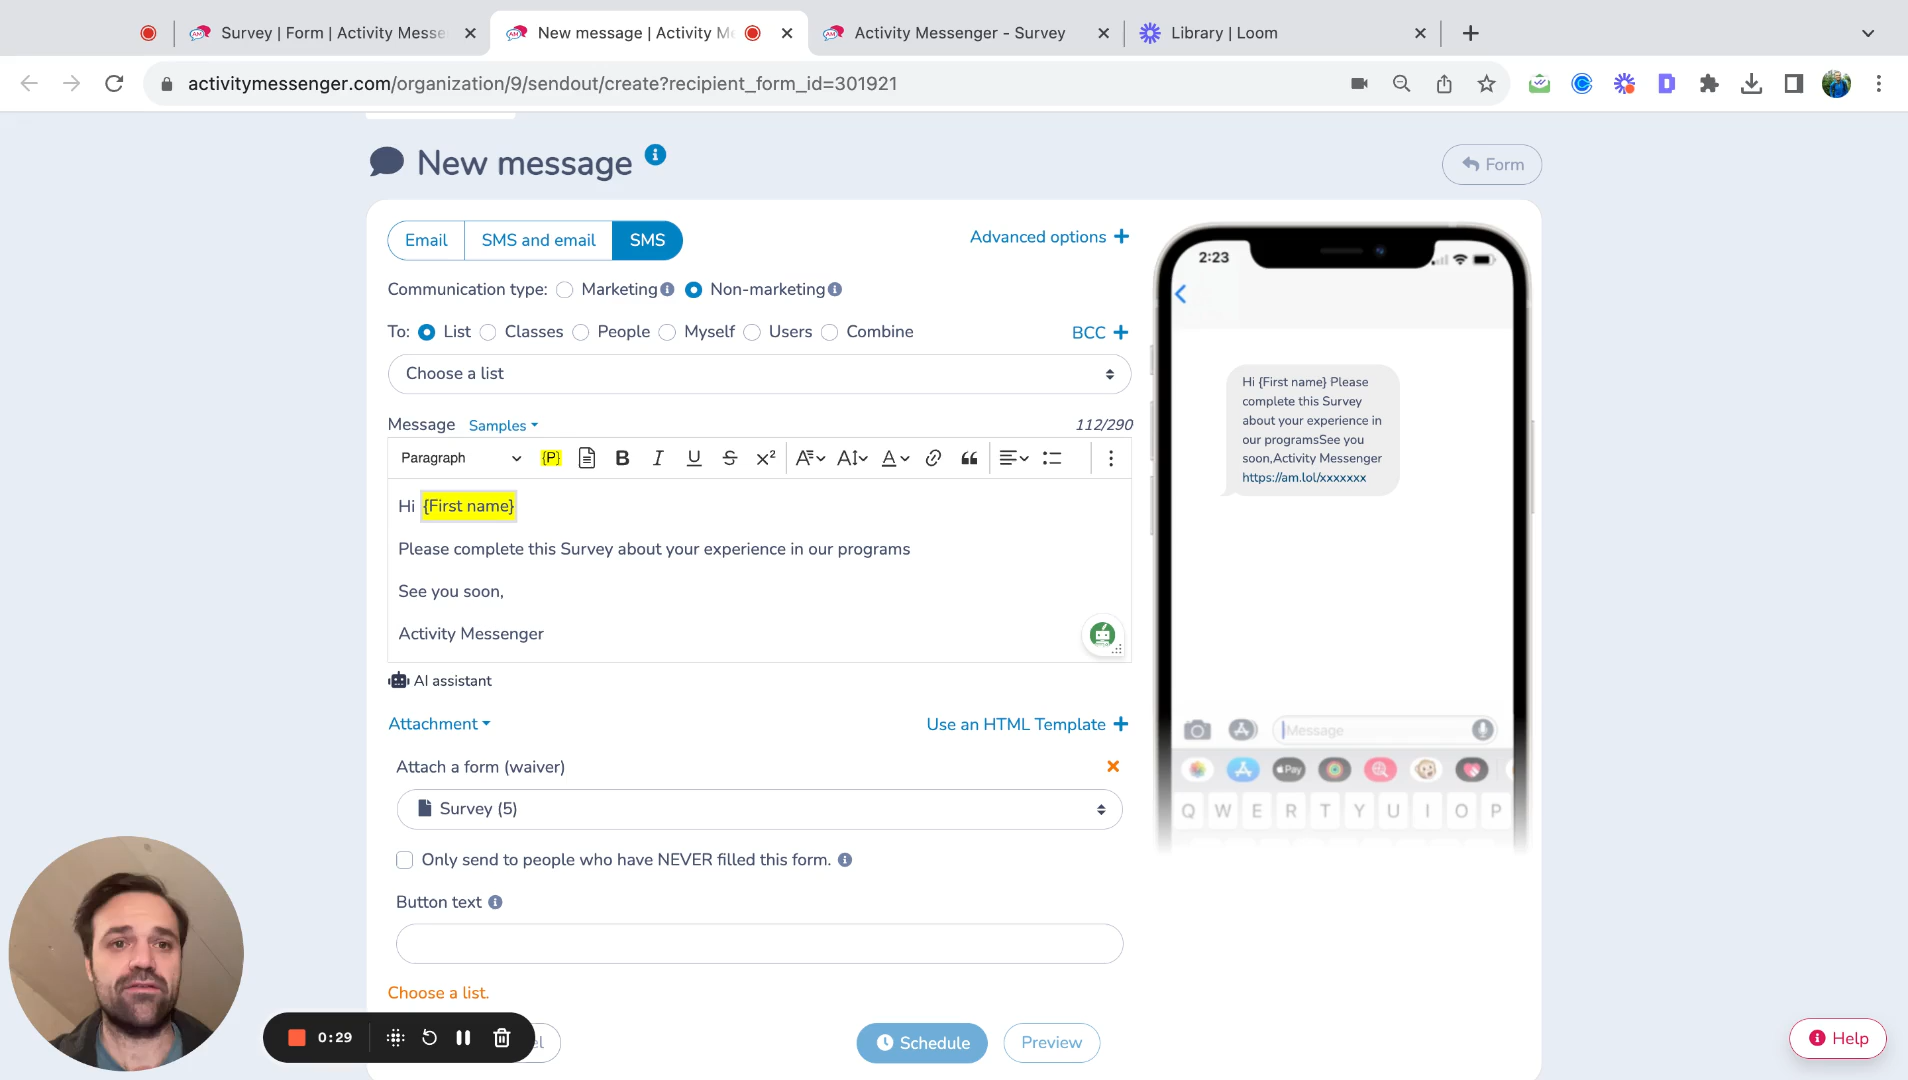 Survey | Form | Activity Messe
New message | Activity M
Activity Messenger - Survey
Library | Loom
activitymessenger.com/organization/9/sendout/create?recipient_form_id=301921
New message
Form
Email
SMS and email
SMS
Advanced options
Communication type:
Marketing
Non-marketing
To:
List
Classes
People
Myself
Users
Combine
BCC
Choose a list
Message
Samples
112/290
Paragraph
{P}
B
I
U
S
X²
A
A
A
Hi {First name}
Please complete this Survey about your experience in our programs
See you soon,
Activity Messenger
AI assistant
Attachment
Use an HTML Template
Attach a form (waiver)
Survey (5)
Only send to people who have NEVER filled this form.
Button text
Choose a list.
0:29
el
Schedule
Preview
Help
2:23
Hi {First name} Please
complete this Survey
about your experience in
our programsSee you
soon,Activity Messenger
https://am.lol/xxxxxxx
Message
Pay
Q W E R T Y U I O P